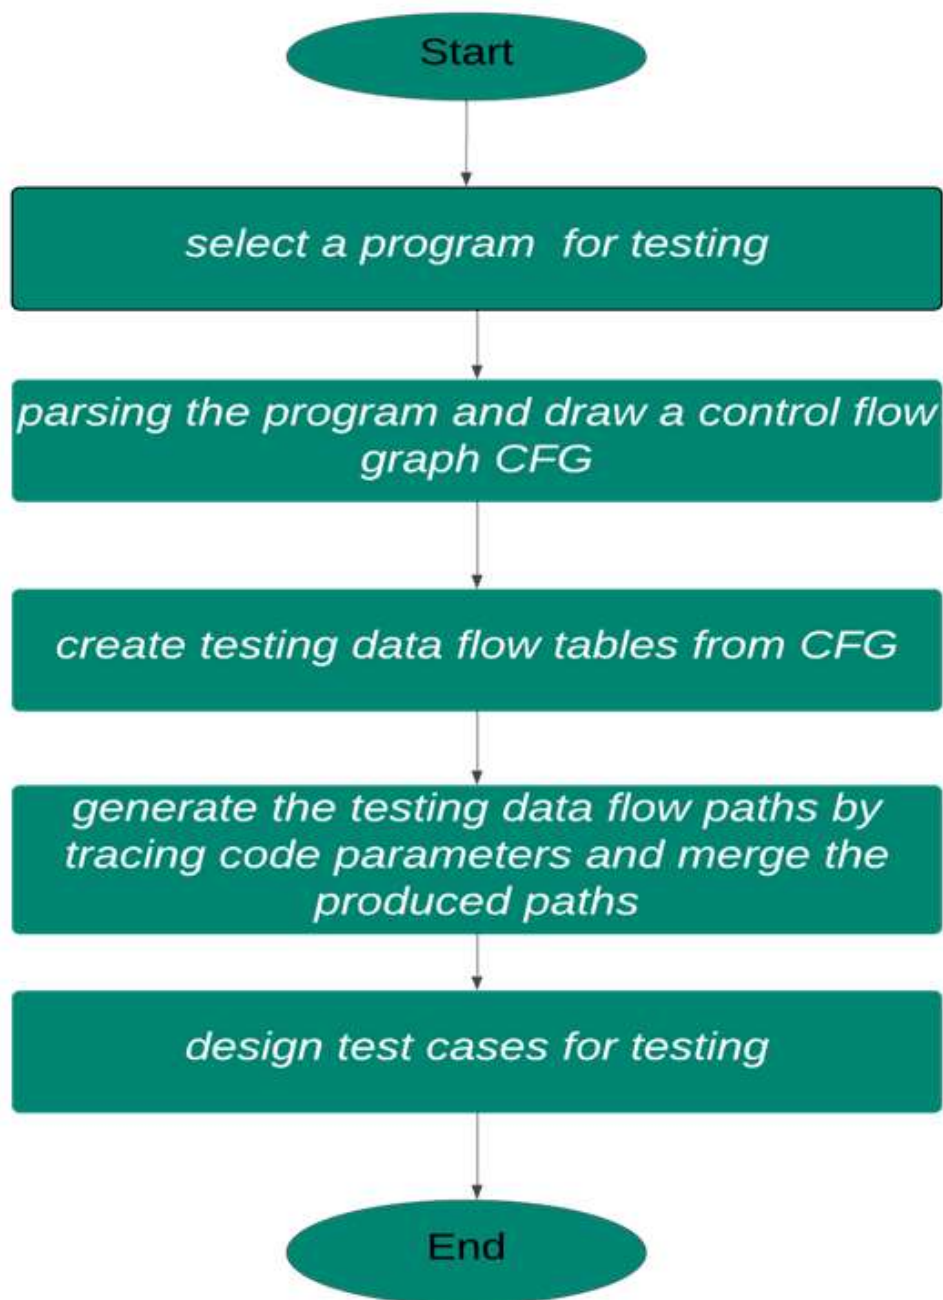 Start
select a program for testing
parsing the program and draw a control flow
graph CFG
create testing data flow tables from CFG
generate the testing data flow paths by
tracing code parameters and merge the
produced paths
design test cases for testing
End